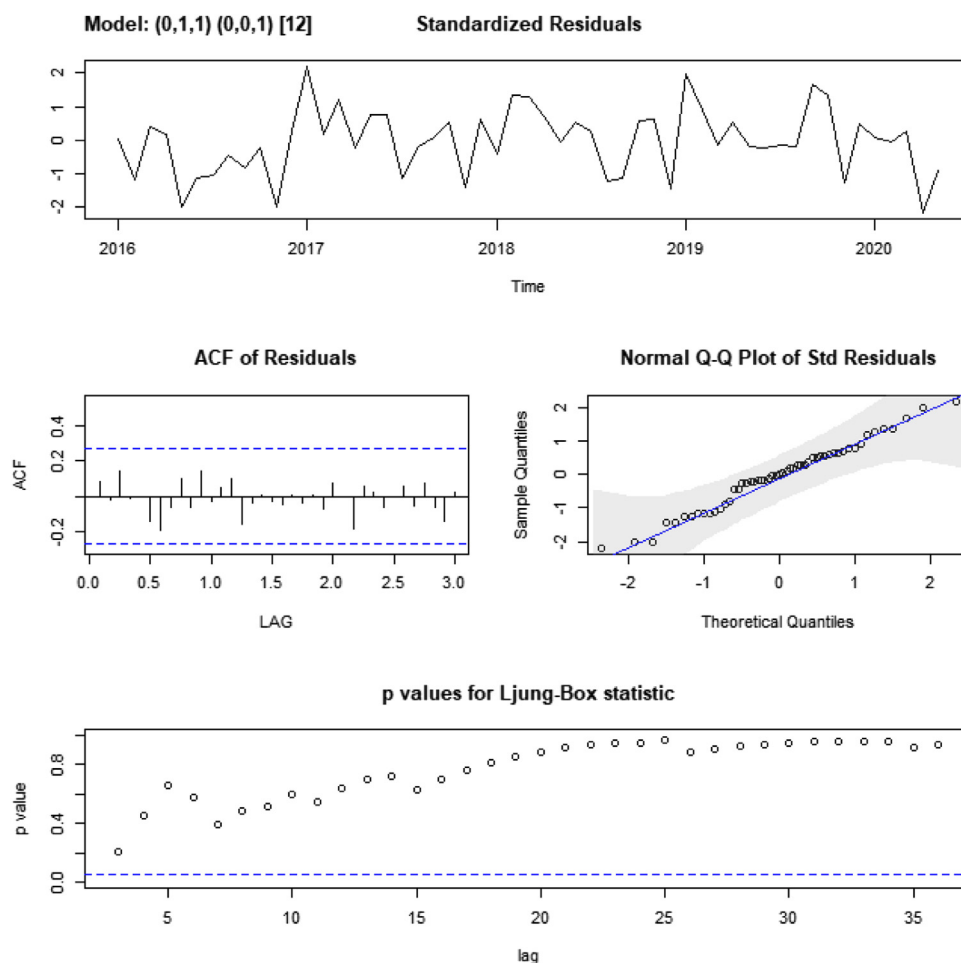 Model: (0,1,1) (0,0,1) [12] Standardized Residuals
2
1
0
-1
-2
2016 2017 2018 2019 2020
Time
ACF of Residuals
ACF
0.4
0.2
-0.2
0.0 0.5 1.0 1.5 2.0 2.5 3.0
LAG
Normal Q-Q Plot of Std Residuals
Sample Quantiles
2
1
0
-1
-2
-2 -1 0 1 2
Theoretical Quantiles
p values for Ljung-Box statistic
p value
0.8
0.4
0.0
5 10 15 20 25 30 35
lag